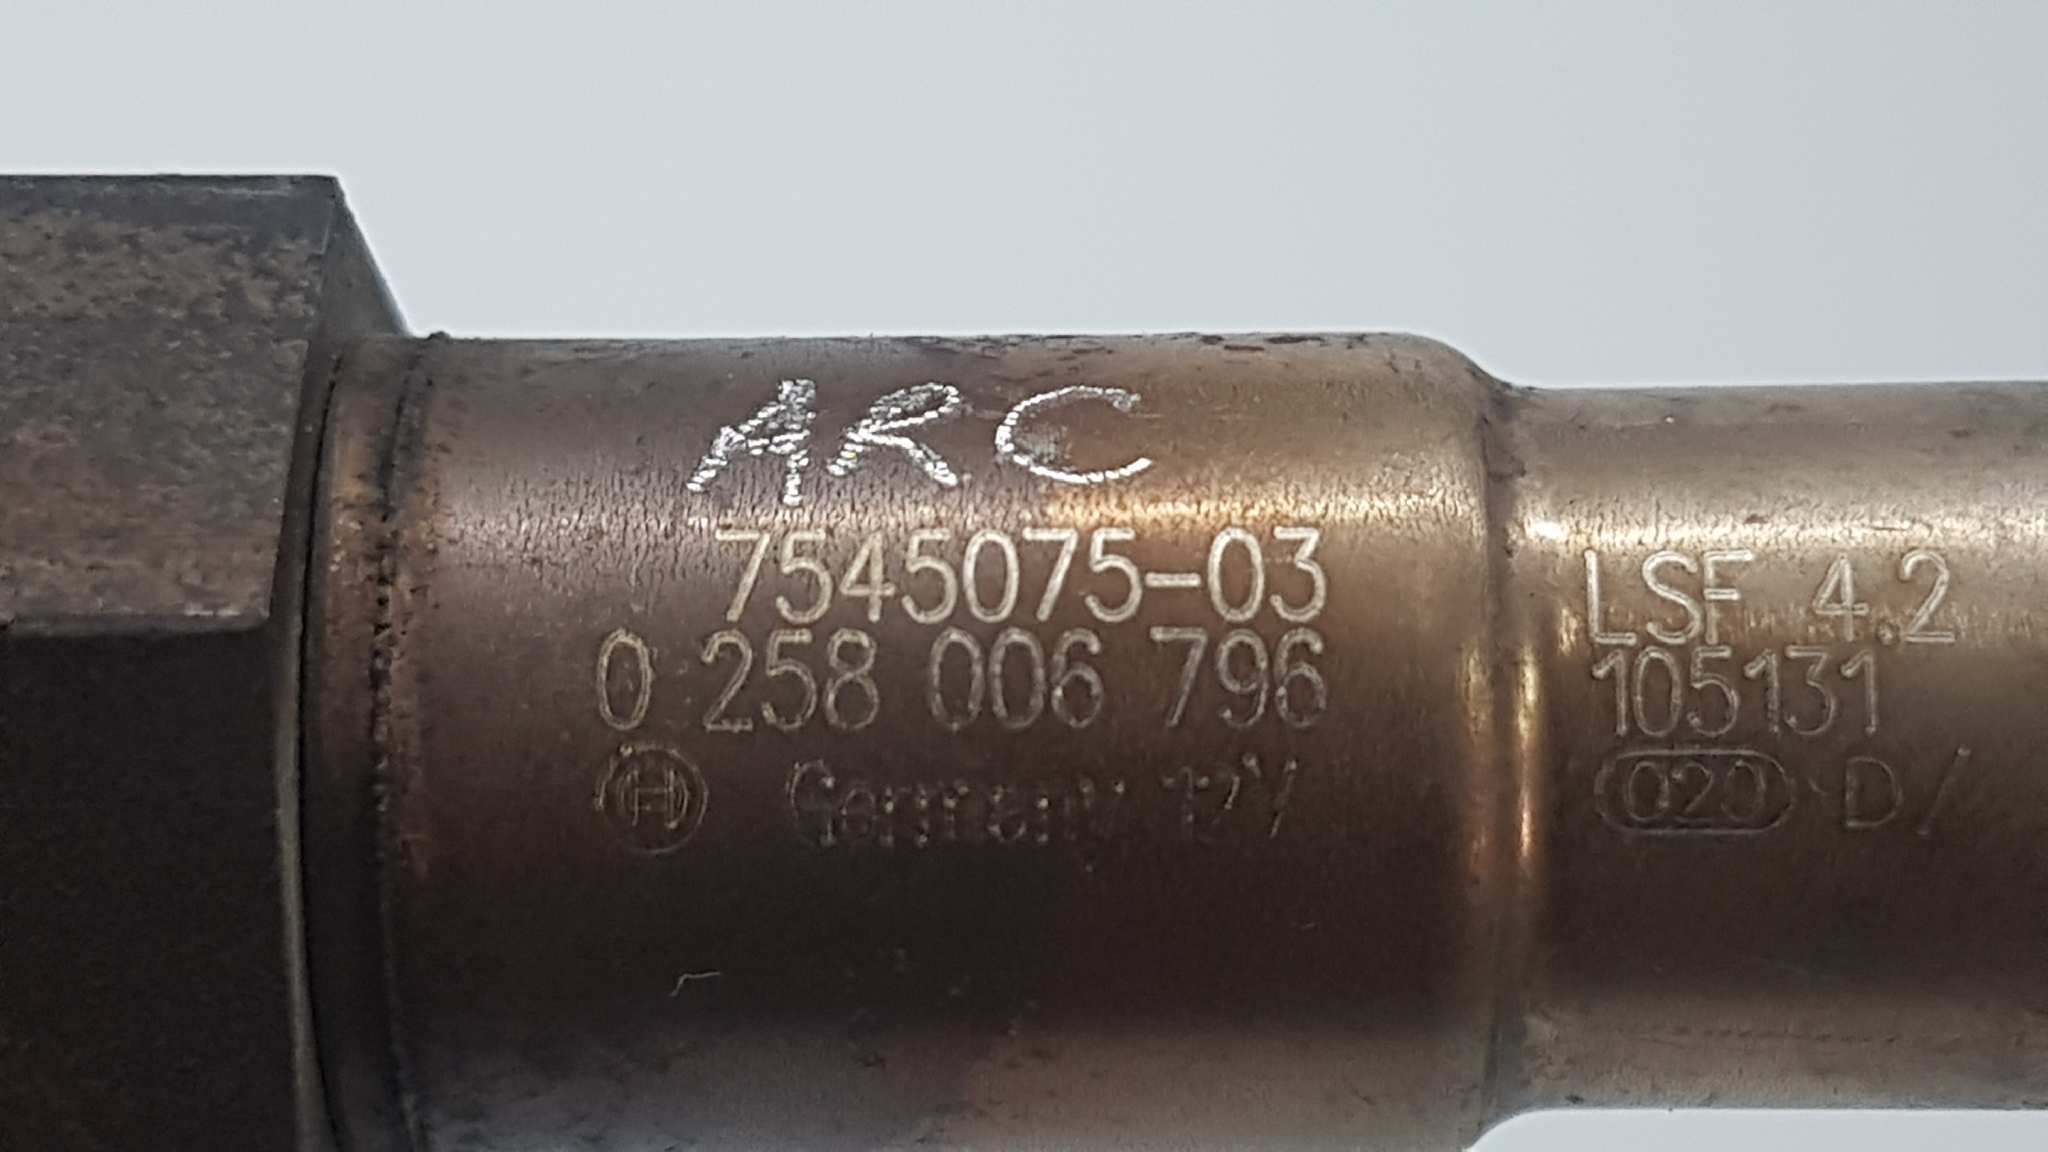 ARC
7545075-03
0 258 006 796
Germany 12V
LSF 4.2
105131
020 D/